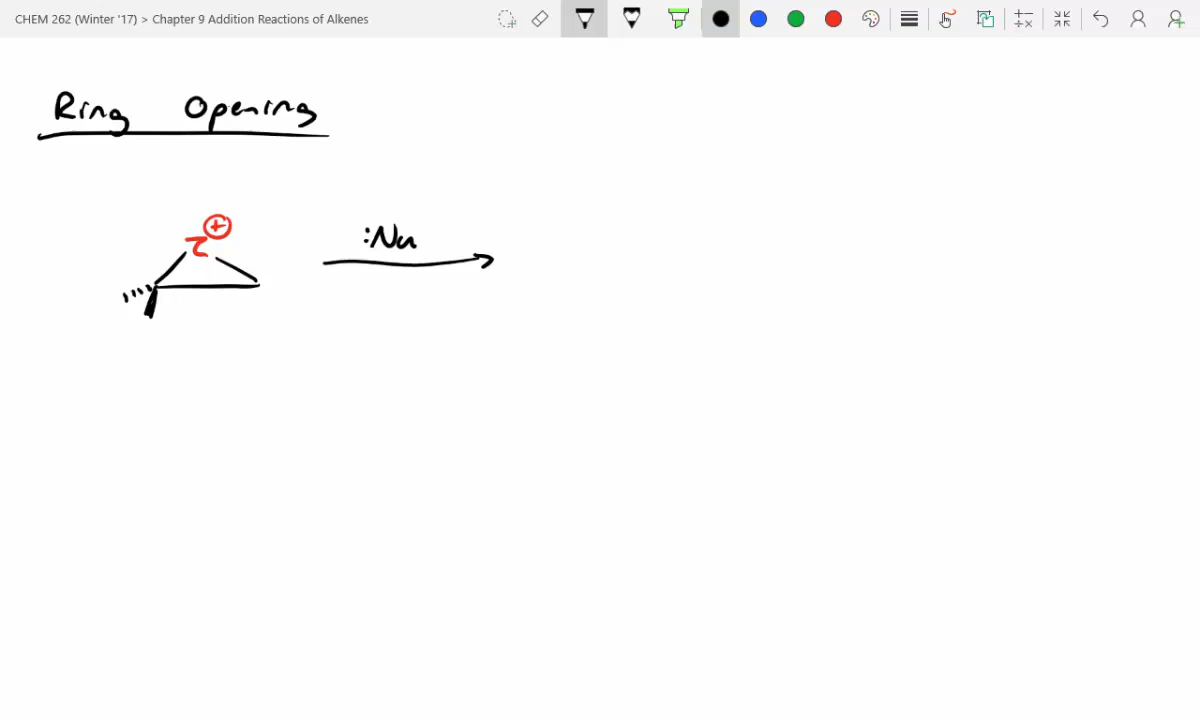 CHEM 262 (Winter '17) > Chapter 9 Addition Reactions of Alkenes
Ring Opening
Z
+
:Nu